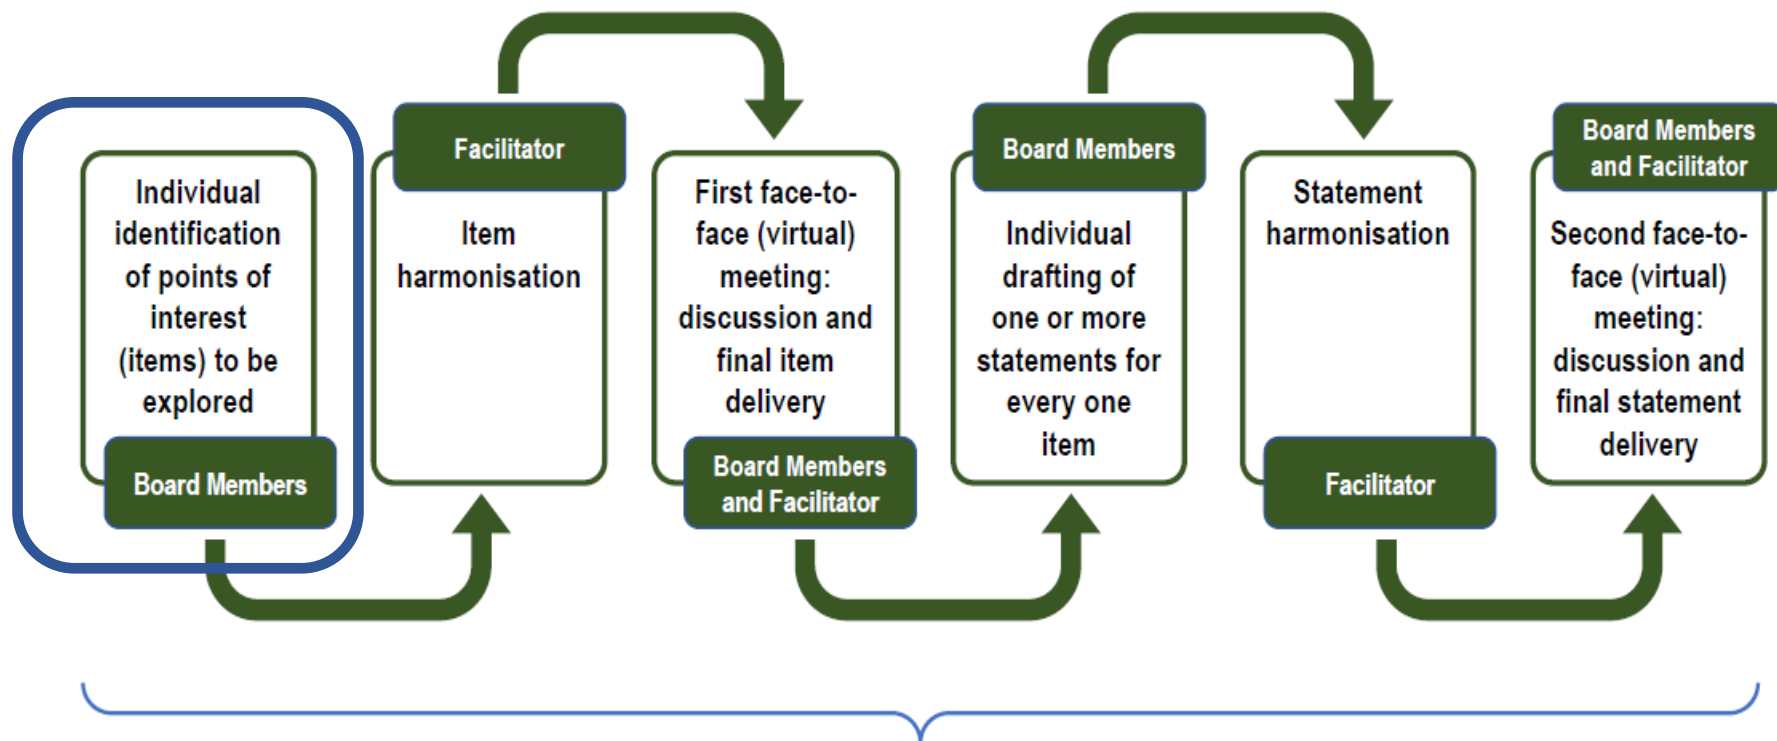 Individual
identification
of points of
interest
(items) to be
explored
Board Members
Facilitator
Item
harmonisation
First face-to-
face (virtual)
meeting:
discussion and
final item
delivery
Board Members
and Facilitator
Board Members
Individual
drafting of
one or more
statements for
every one
item
Statement
harmonisation
Facilitator
Board Members
and Facilitator
Second face-to-
face (virtual)
meeting:
discussion and
final statement
delivery